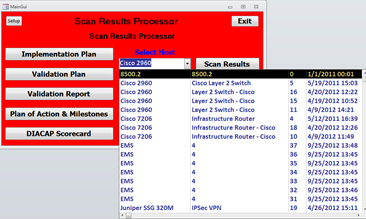 MainGui
Setup
Scan Results Processor
Exit
Scan Results Processor
Implementation Plan
Select Host
Validation Plan
Cisco 2960
Scan Results
Validation Report
Plan of Action & Milestones
DIACAP Scorecard
8500.2 8500.2 0 1/1/2011 00:01
Cisco 2960 Cisco Layer 2 Switch 5 5/19/2011 15:03
Cisco 2960 Layer 2 Switch - Cisco 16 4/20/2012 12:22
Cisco 2960 Layer 2 Switch - Cisco 15 4/19/2012 10:52
Cisco 2960 Layer 2 Switch - Cisco 11 4/9/2012 14:21
Cisco 7206 Infrastructure Router 4 5/12/2011 16:39
Cisco 7206 Infrastructure Router - Cisco 18 4/20/2012 12:26
Cisco 7206 Infrastructure Router - Cisco 10 4/9/2012 11:49
EMS 4 37 9/25/2012 13:48
EMS 4 36 9/25/2012 13:48
EMS 4 35 9/25/2012 13:47
EMS 4 34 9/25/2012 13:46
EMS 4 33 9/25/2012 13:46
EMS 4 32 9/25/2012 13:45
EMS 4 31 9/25/2012 13:45
Juniper SSG 320M IPSec VPN 19 4/26/2012 15:11